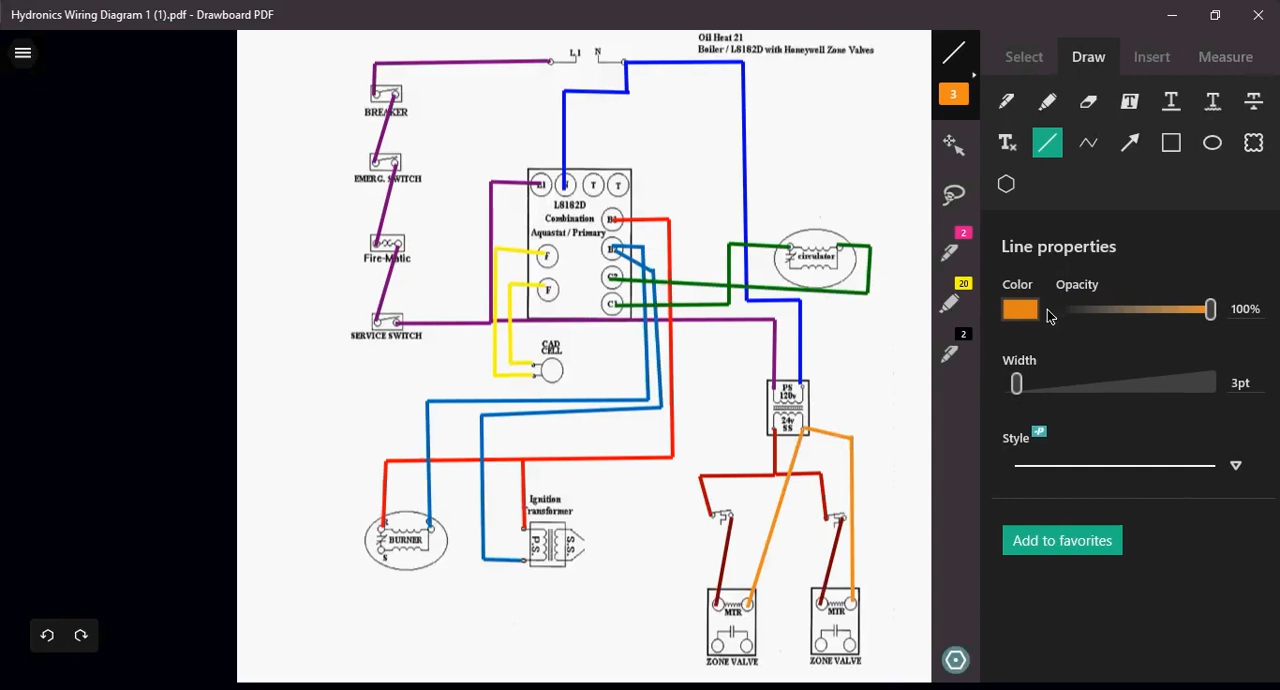 Hydronics Wiring Diagram 1 (1).pdf - Drawboard PDF
Oil Heat 21
Boiler / L8182D with Honeywell Zone Valves
L1 N
BREAKER
EMERG. SWITCH
Fire-Matic
SERVICE SWITCH
L1 N T T
L8182D
Combination
Aquastat / Primary
B1
B2
F
C2
F
C1
CAD
CELL
circulator
PS
120v
24v
SS
Ignition
Transformer
P.S. S.S.
BURNER
S
MTR
ZONE VALVE
MTR
ZONE VALVE
3
2
20
2
Select Draw Insert Measure
Line properties
Color Opacity
100%
Width
3pt
Style
Add to favorites